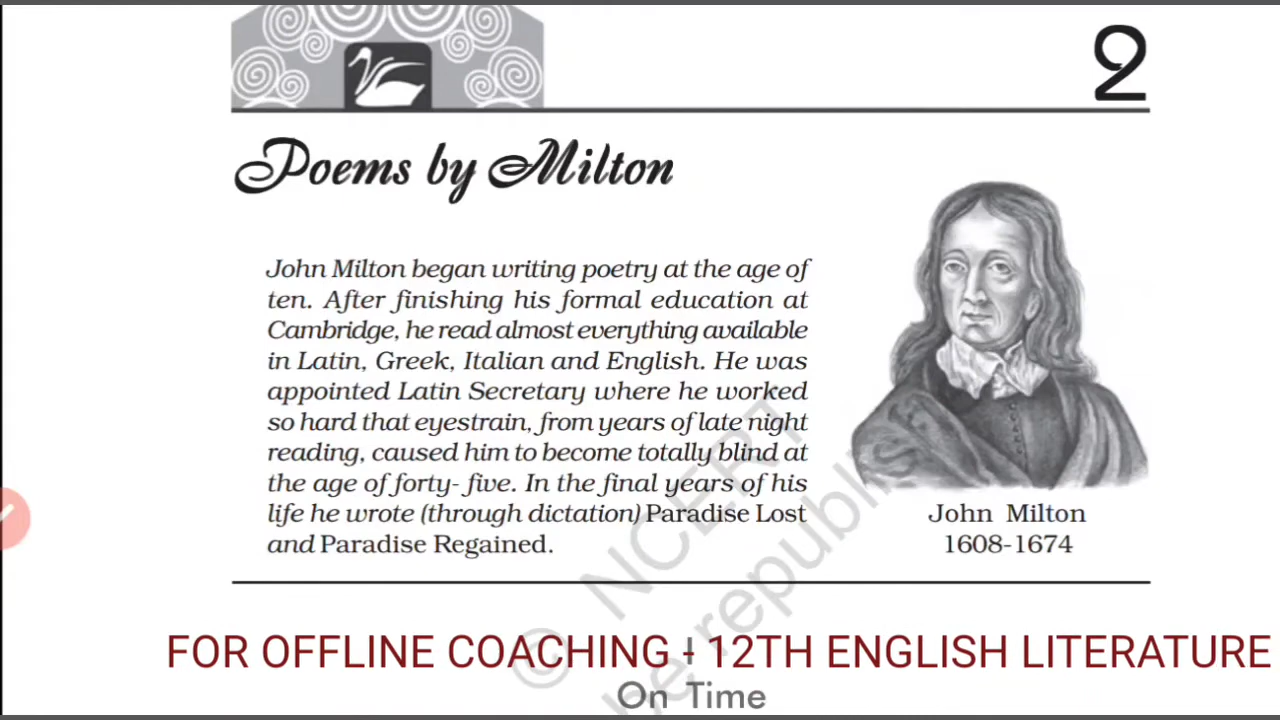 2
Poems by Milton
John Milton began writing poetry at the age of
ten. After finishing his formal education at
Cambridge, he read almost everything available
in Latin, Greek, Italian and English. He was
appointed Latin Secretary where he worked
so hard that eyestrain, from years of late night
reading, caused him to become totally blind at
the age of forty- five. In the final years of his
life he wrote (through dictation) Paradise Lost
and Paradise Regained.
John Milton
1608-1674
© NCERT
be republi
FOR OFFLINE COACHING - 12TH ENGLISH LITERATURE
On Time